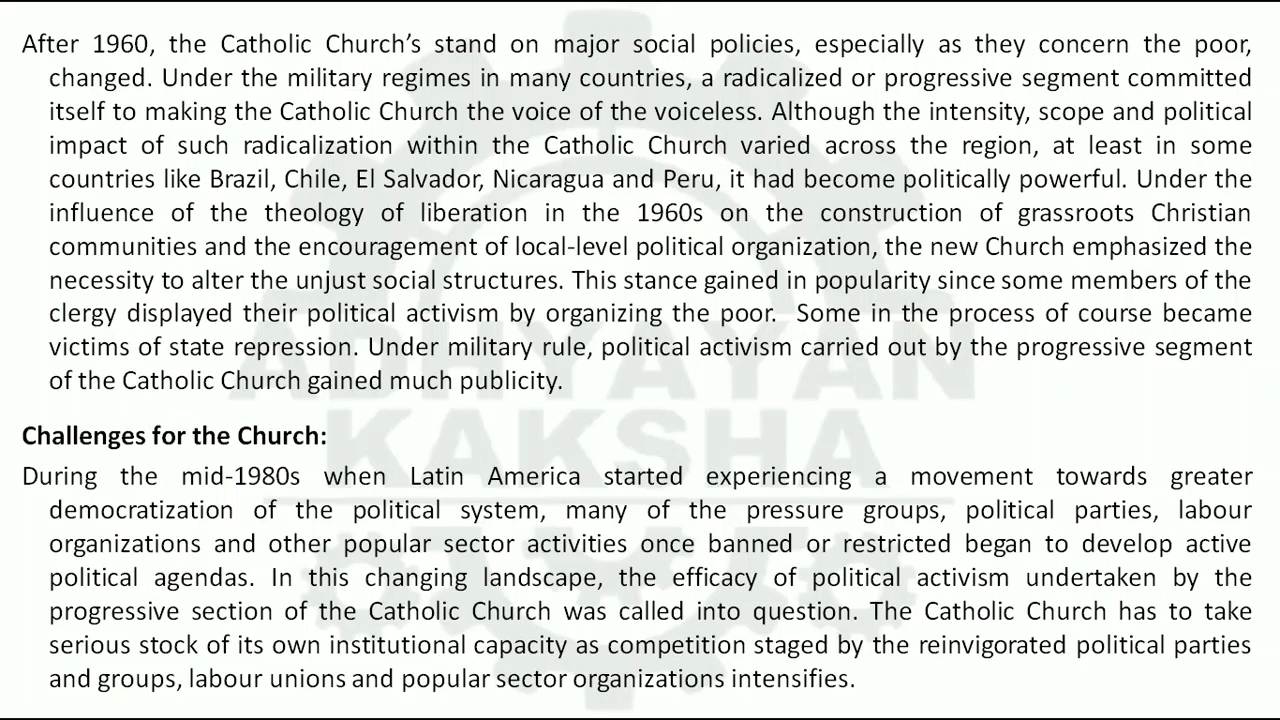 After 1960, the Catholic Church’s stand on major social policies, especially as they concern the poor,
changed. Under the military regimes in many countries, a radicalized or progressive segment committed
itself to making the Catholic Church the voice of the voiceless. Although the intensity, scope and political
impact of such radicalization within the Catholic Church varied across the region, at least in some
countries like Brazil, Chile, El Salvador, Nicaragua and Peru, it had become politically powerful. Under the
influence of the theology of liberation in the 1960s on the construction of grassroots Christian
communities and the encouragement of local-level political organization, the new Church emphasized the
necessity to alter the unjust social structures. This stance gained in popularity since some members of the
clergy displayed their political activism by organizing the poor. Some in the process of course became
victims of state repression. Under military rule, political activism carried out by the progressive segment
of the Catholic Church gained much publicity.
Challenges for the Church:
During the mid-1980s when Latin America started experiencing a movement towards greater
democratization of the political system, many of the pressure groups, political parties, labour
organizations and other popular sector activities once banned or restricted began to develop active
political agendas. In this changing landscape, the efficacy of political activism undertaken by the
progressive section of the Catholic Church was called into question. The Catholic Church has to take
serious stock of its own institutional capacity as competition staged by the reinvigorated political parties
and groups, labour unions and popular sector organizations intensifies.
ADHYAYAN
KAKSHA